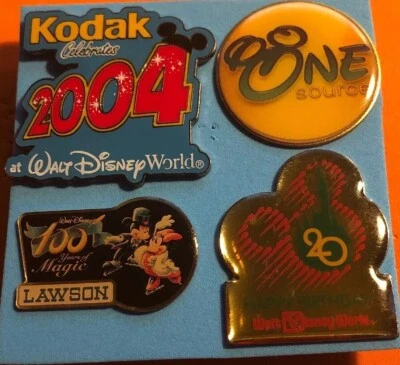 Kodak
Celebrates
2004
at Walt Disney World®
ONE
source
Walt Disney
100
Years of
Magic
LAWSON
20
Walt Disney World